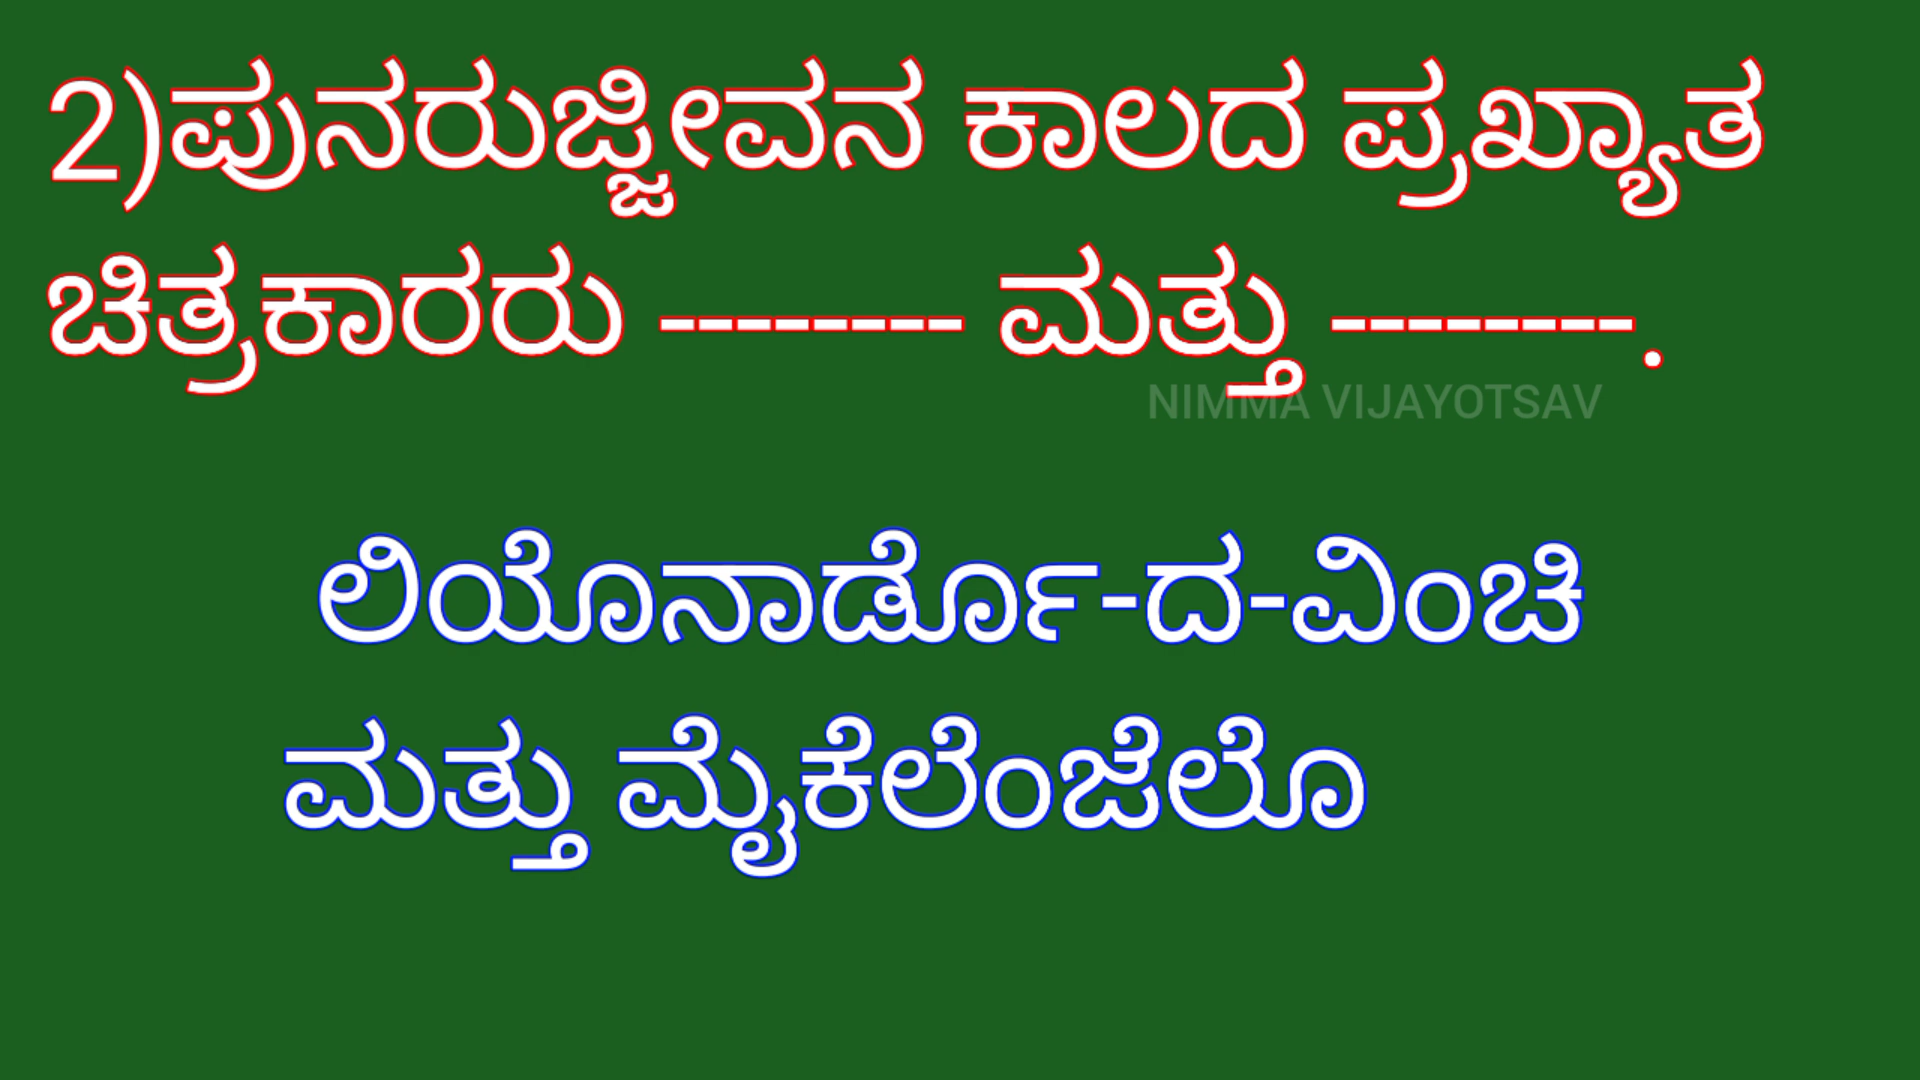 2)ಪುನರುಜ್ಜೀವನ ಕಾಲದ ಪ್ರಖ್ಯಾತ
ಚಿತ್ರಕಾರರು -------- ಮತ್ತು --------.
NIMMA VIJAYOTSAV
ಲಿಯೊನಾರ್ಡೊ-ದ-ವಿಂಚಿ
ಮತ್ತು ಮೈಕೆಲೆಂಜೆಲೊ